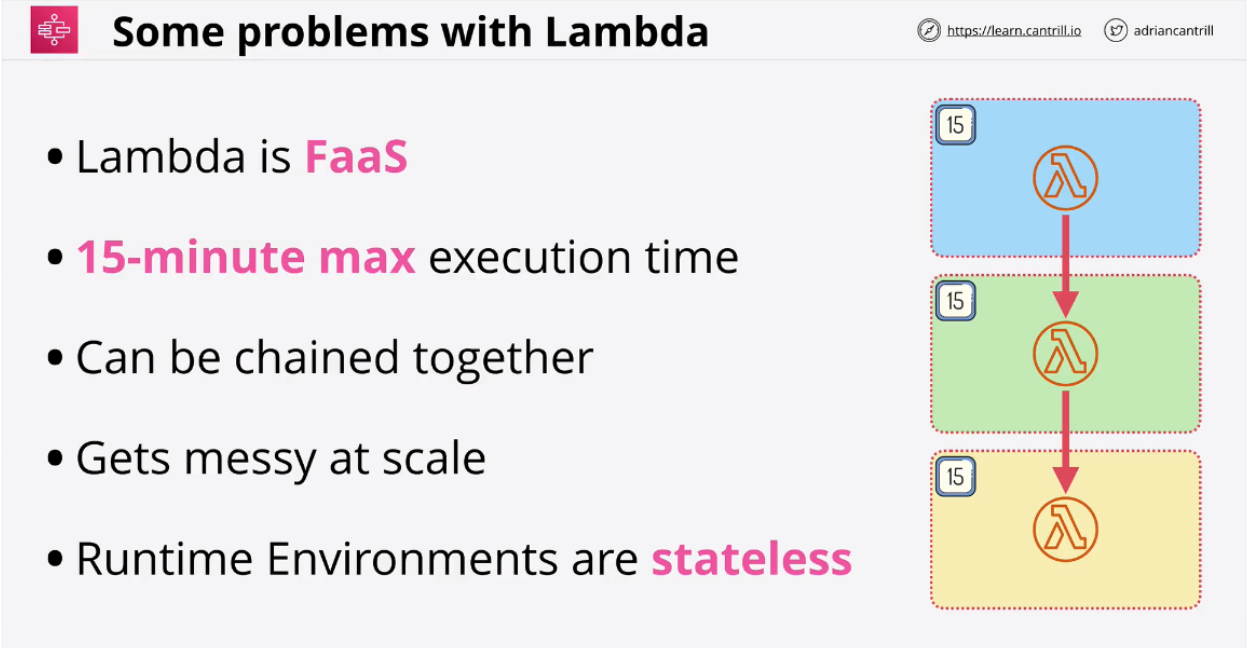 Some problems with Lambda
https://learn.cantrill.io
adriancantrill
• Lambda is FaaS
• 15-minute max execution time
• Can be chained together
• Gets messy at scale
• Runtime Environments are stateless
15
15
15